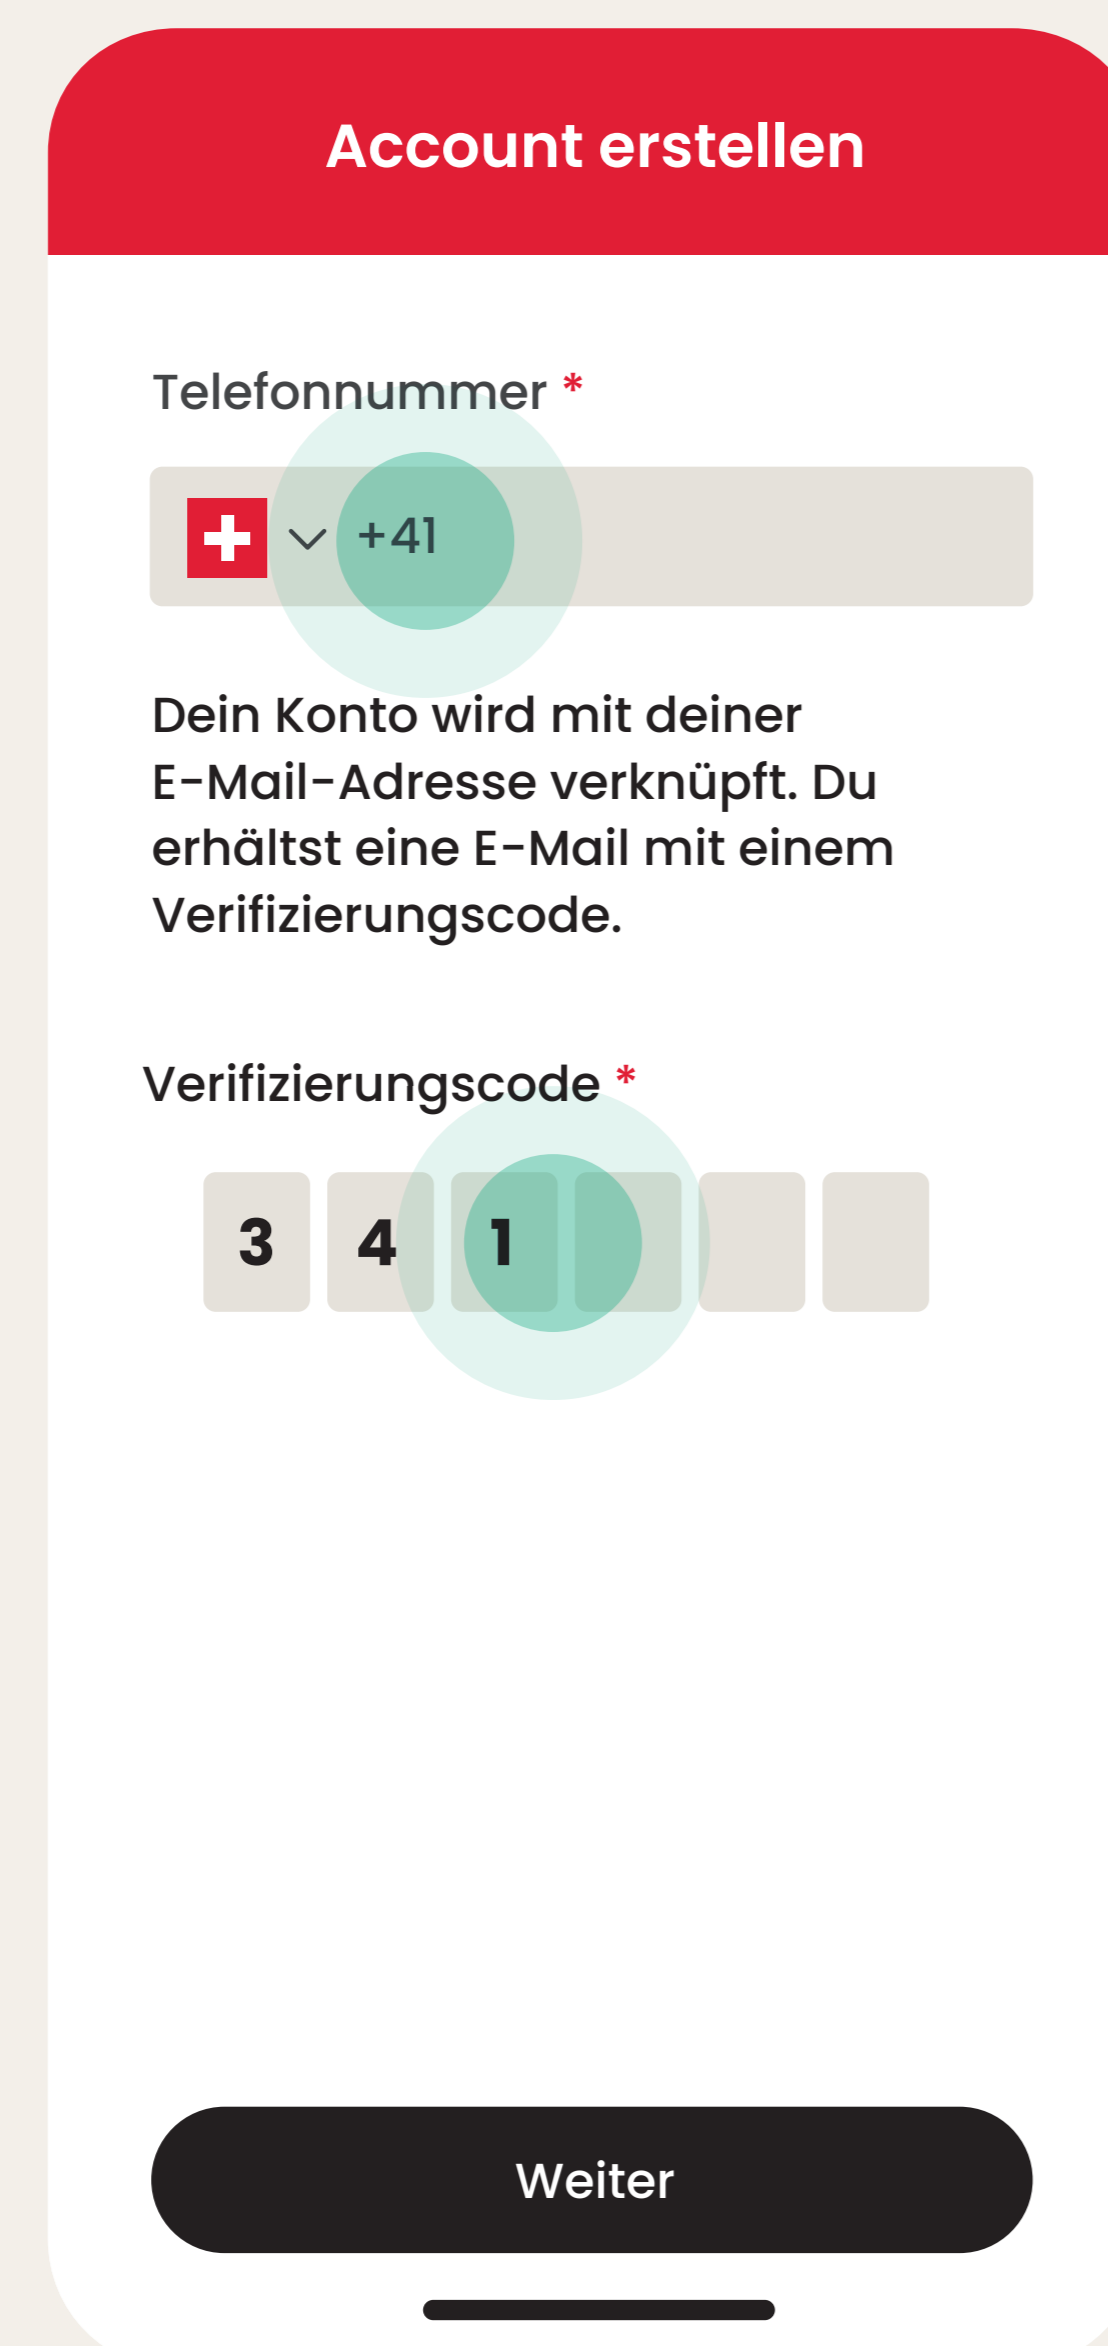 Account erstellen
Telefonnummer *
+41
Dein Konto wird mit deiner
E-Mail-Adresse verknüpft. Du
erhältst eine E-Mail mit einem
Verifizierungscode.
Verifizierungscode *
3 4 1
Weiter